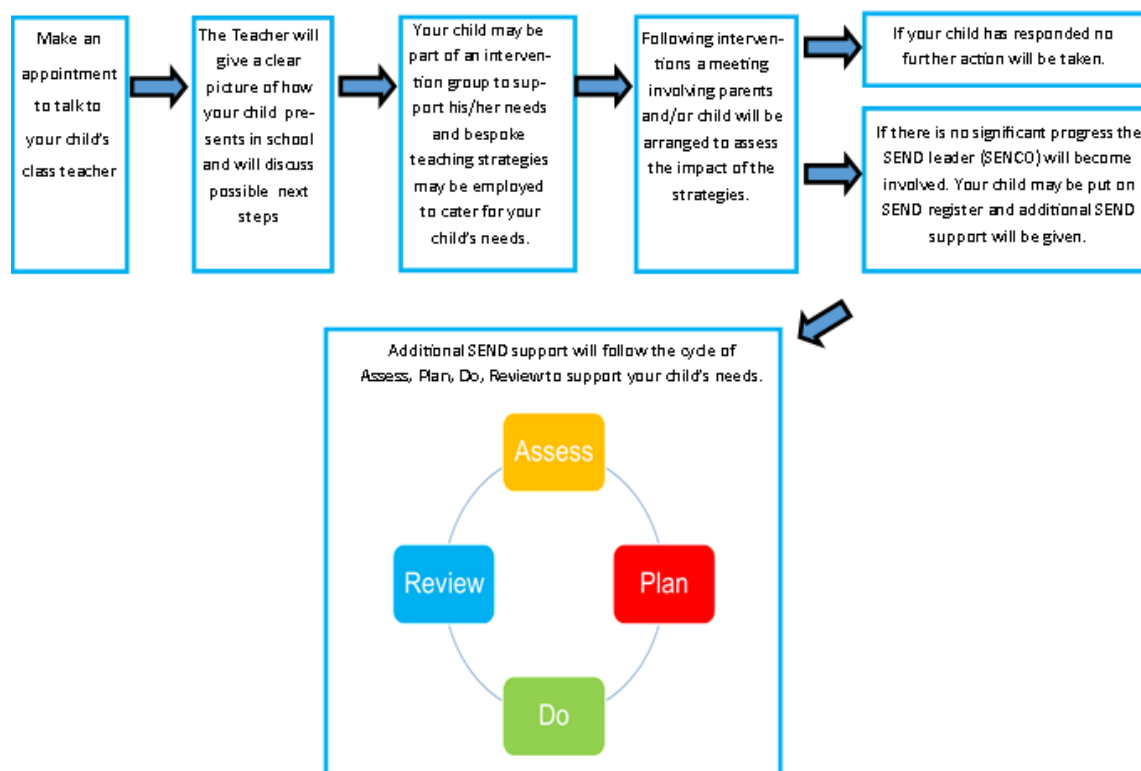 Make an
appointment
to talk to
your child's
class teacher
The Teacher will
give a clear
picture of how
your child pre-
sents in school
and will discuss
possible next
steps
Your child may be
part of an interven-
tion group to sup-
port his/her needs
and bespoke
teaching strategies
may be employed
to cater for your
child's needs.
Following interven-
tions a meeting
involving parents
and/or child will be
arranged to assess
the impact of the
strategies.
If your child has responded no
further action will be taken.
If there is no significant progress the
SEND leader (SENCO) will become
involved. Your child may be put on
SEND register and additional SEND
support will be given.
Additional SEND support will follow the cycle of
Assess, Plan, Do, Review to support your child's needs.
Assess
Review
Plan
Do